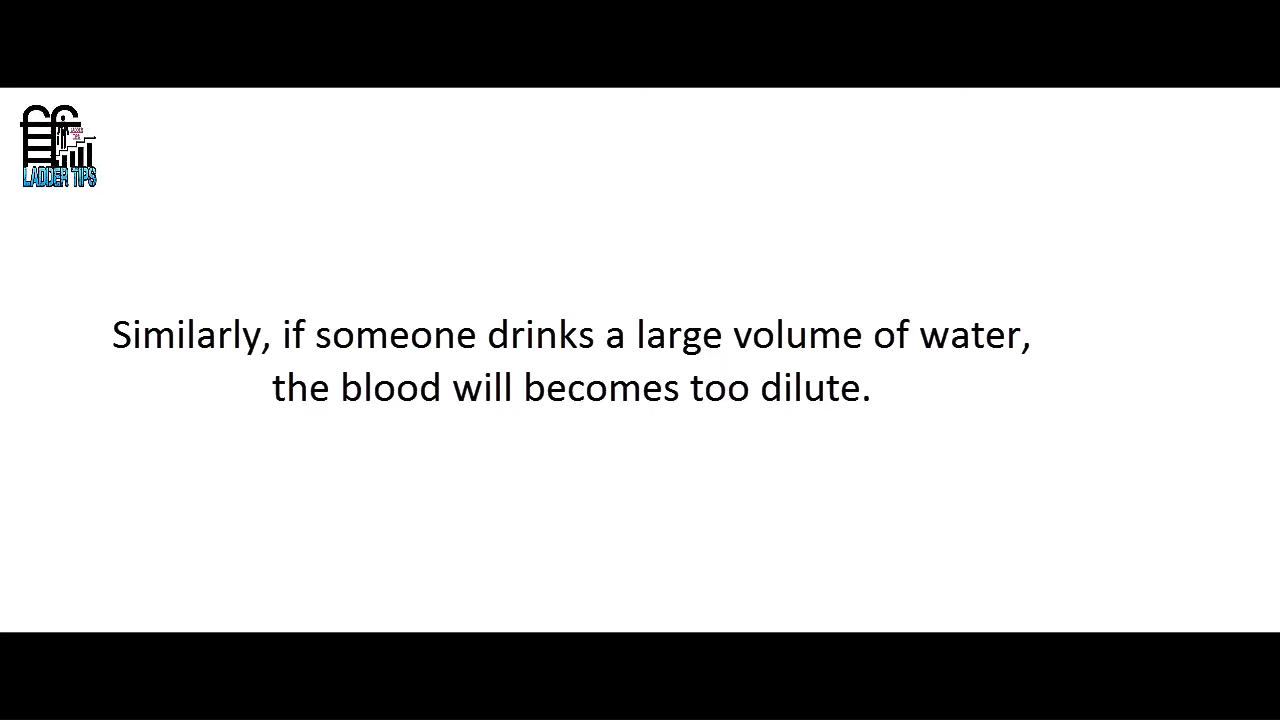 LADDER TIPS
Similarly, if someone drinks a large volume of water,
the blood will becomes too dilute.